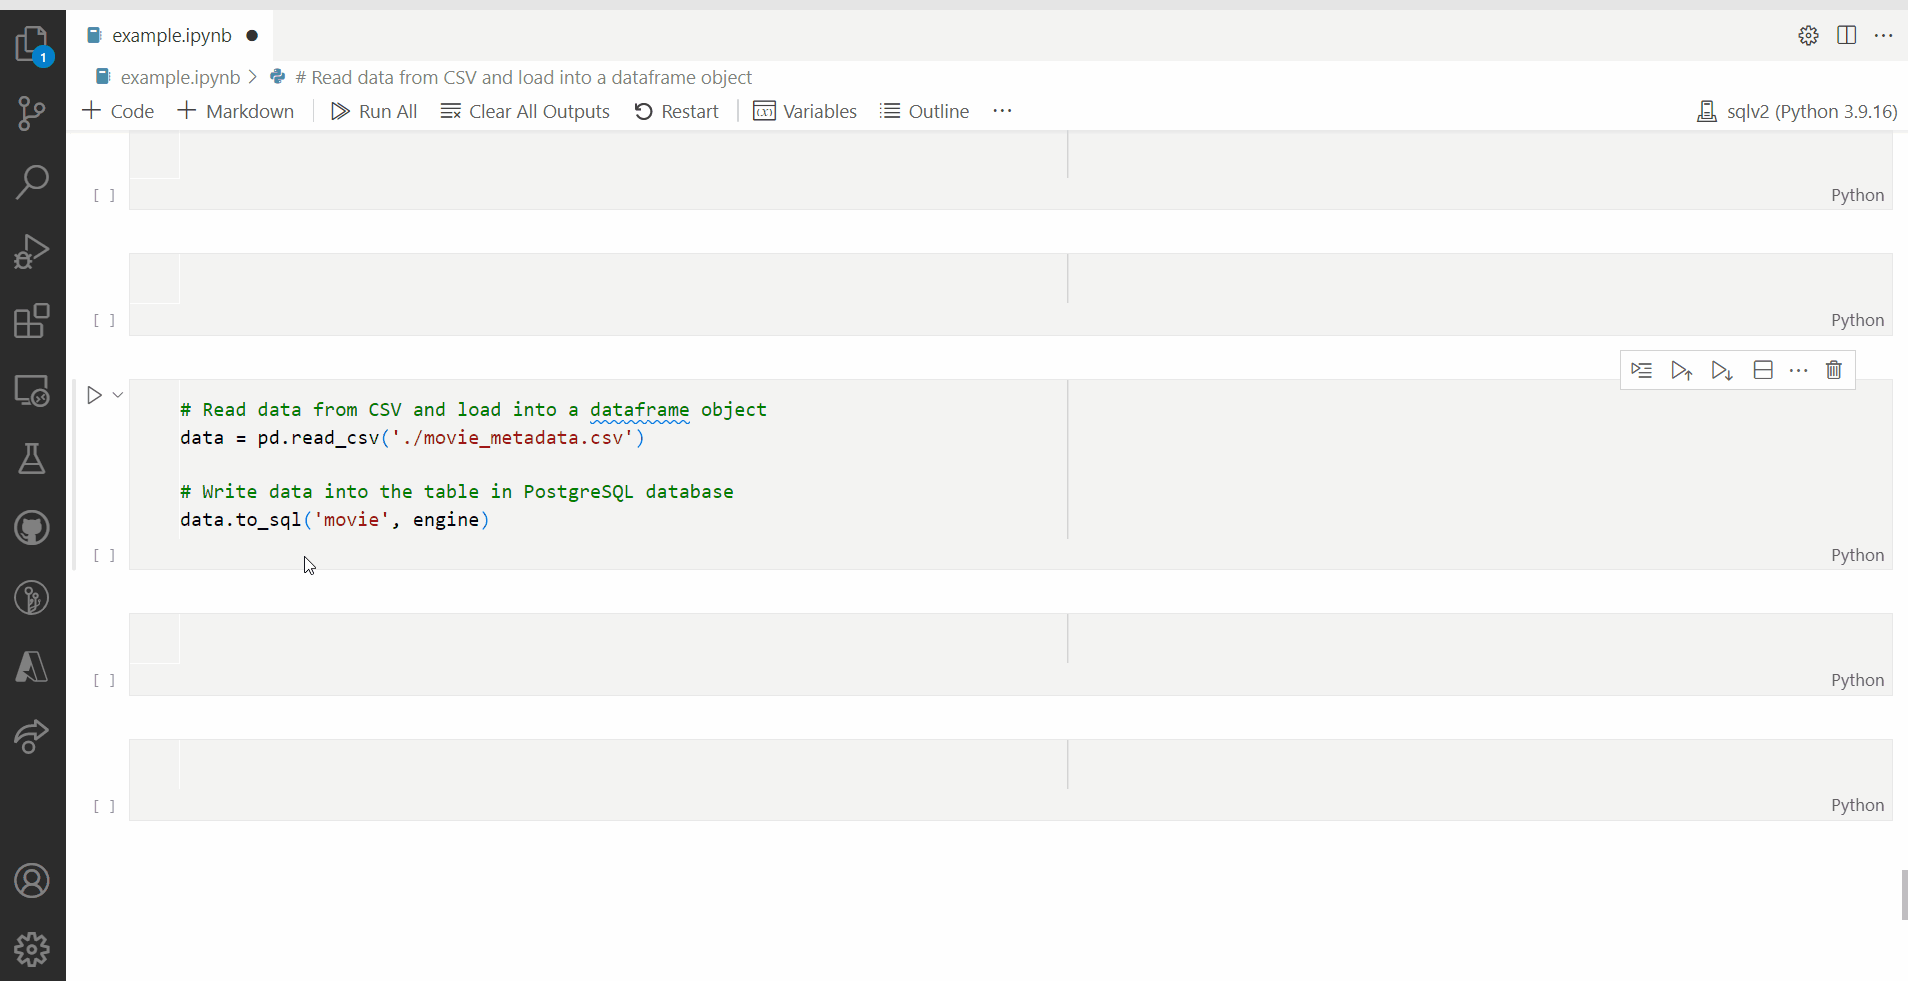 example.ipynb
1
example.ipynb > # Read data from CSV and load into a dataframe object
+ Code + Markdown Run All Clear All Outputs Restart Variables Outline ··· sqlv2 (Python 3.9.16)
[ ] Python
[ ] Python
# Read data from CSV and load into a dataframe object
data = pd.read_csv('./movie_metadata.csv')
# Write data into the table in PostgreSQL database
data.to_sql('movie', engine)
[ ] Python
[ ] Python
[ ] Python